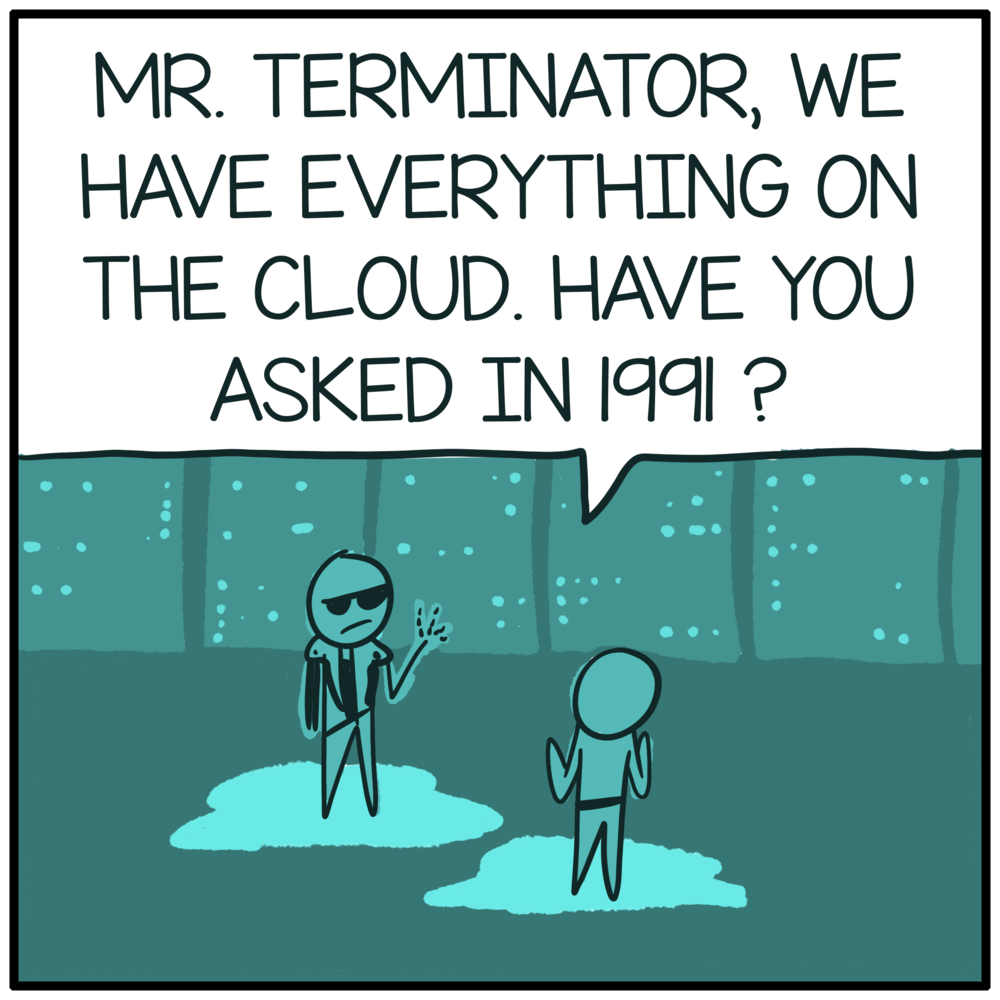 MR. TERMINATOR, WE
HAVE EVERYTHING ON
THE CLOUD. HAVE YOU
ASKED IN 1991 ?